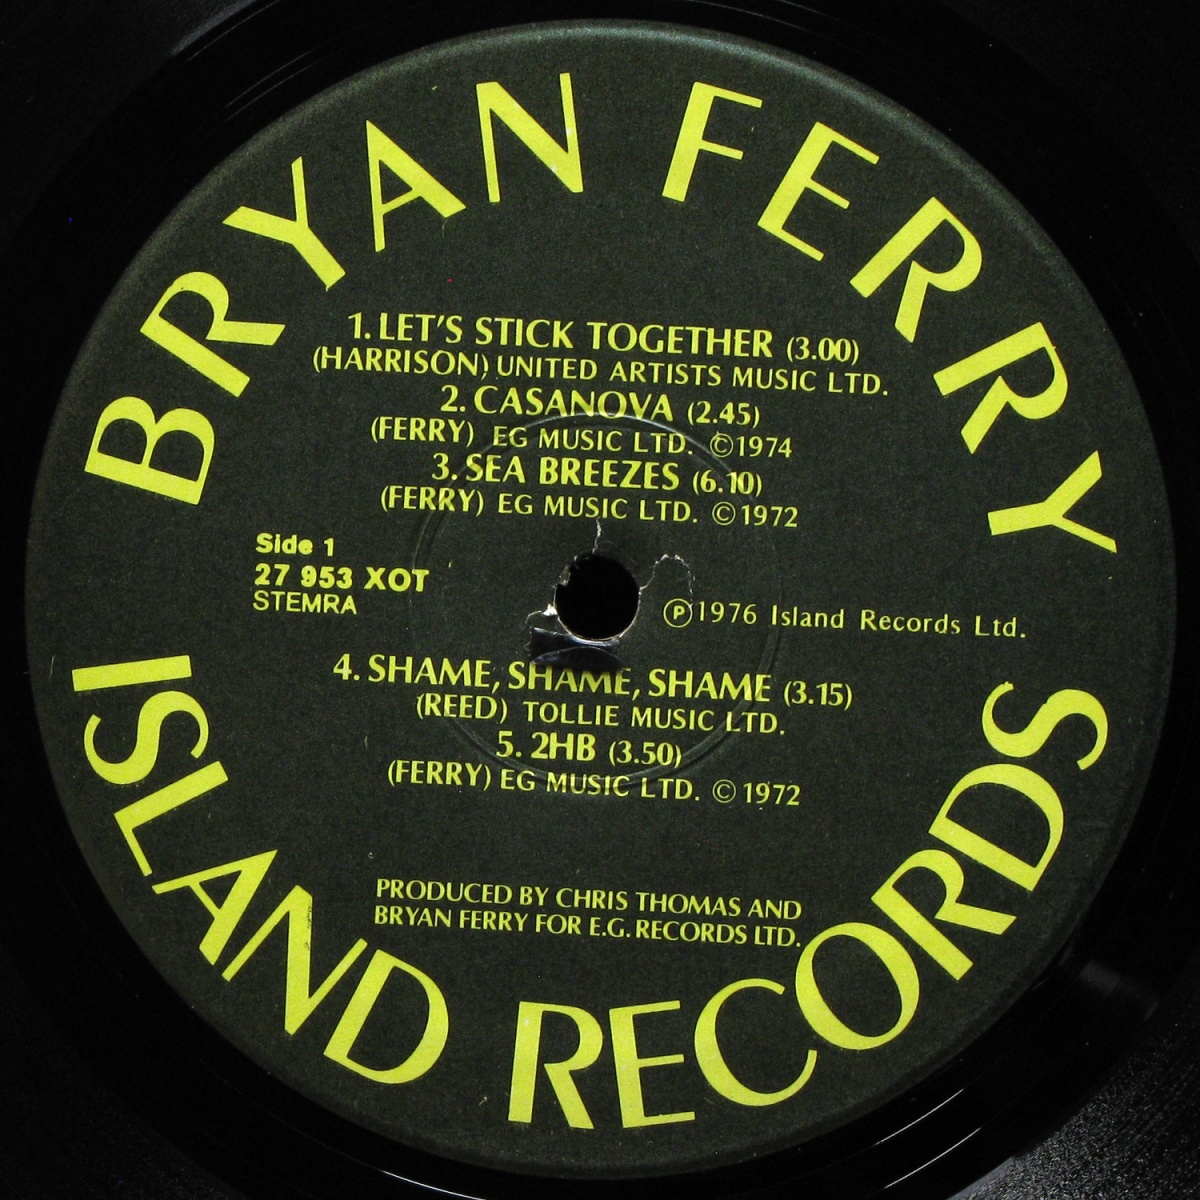 BRYAN FERRY
1. LET'S STICK TOGETHER (3.00)
(HARRISON) UNITED ARTISTS MUSIC LTD.
2. CASANOVA (2.45)
(FERRY) EG MUSIC LTD. ©1974
3. SEA BREEZES (6.10)
(FERRY) EG MUSIC LTD. ©1972
Side 1
27 953 XOT
STEMRA
℗1976 Island Records Ltd.
4. SHAME, SHAME, SHAME (3.15)
(REED) TOLLIE MUSIC LTD.
5. 2HB (3.50)
(FERRY) EG MUSIC LTD. ©1972
PRODUCED BY CHRIS THOMAS AND
BRYAN FERRY FOR E.G. RECORDS LTD.
ISLAND RECORDS